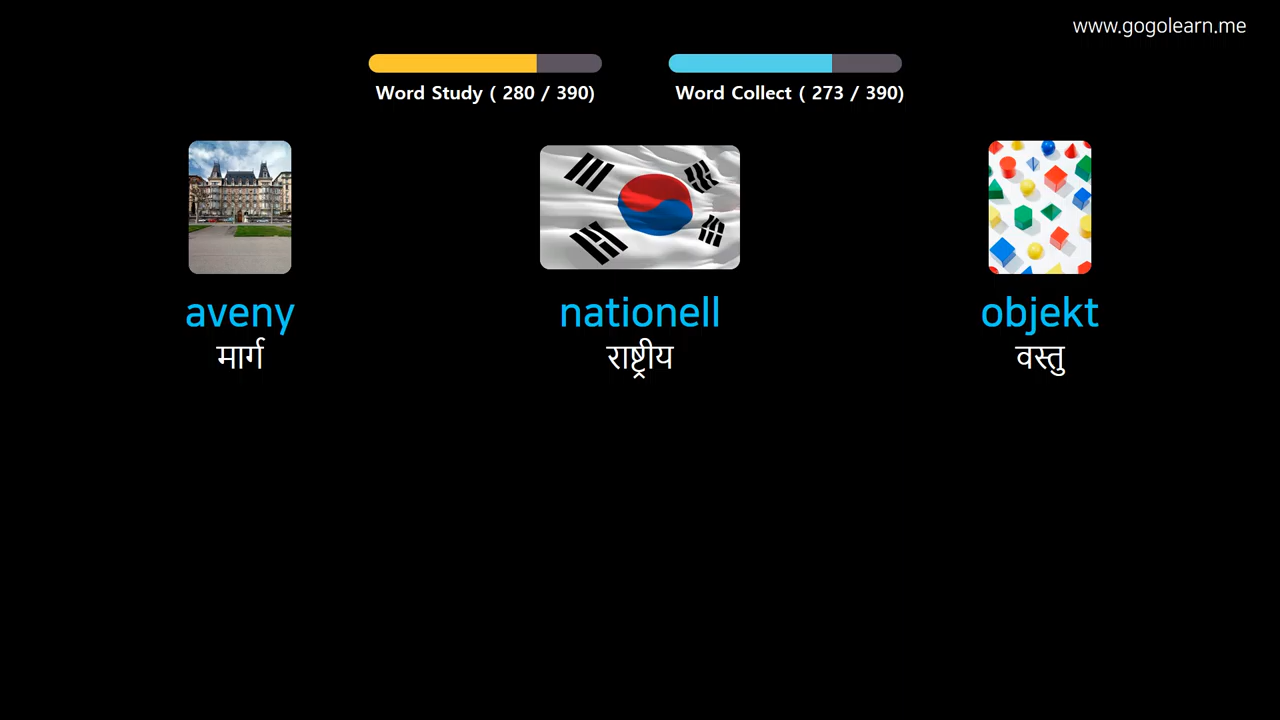 www.gogolearn.me
Word Study ( 280 / 390)
Word Collect ( 273 / 390)
aveny
मार्ग
nationell
राष्ट्रीय
objekt
वस्तु